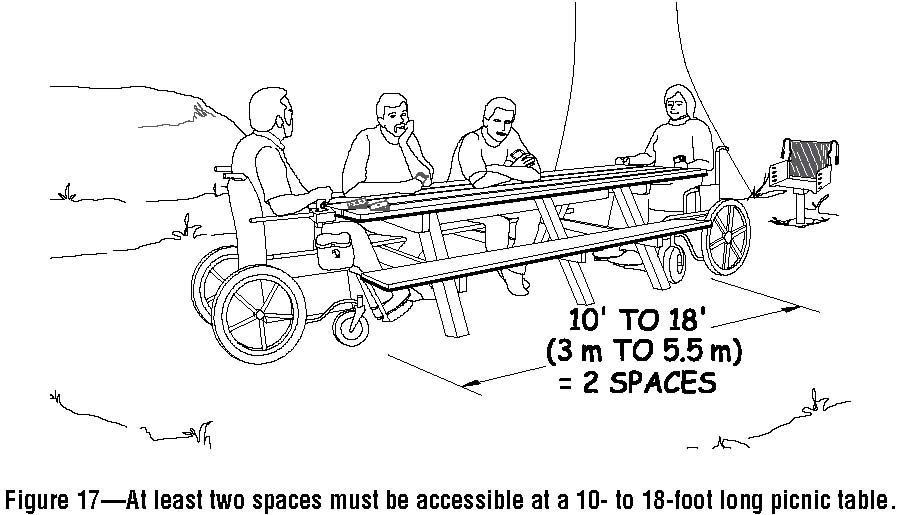 10' TO 18'
(3 m TO 5.5 m)
= 2 SPACES
Figure 17—At least two spaces must be accessible at a 10- to 18-foot long picnic table.